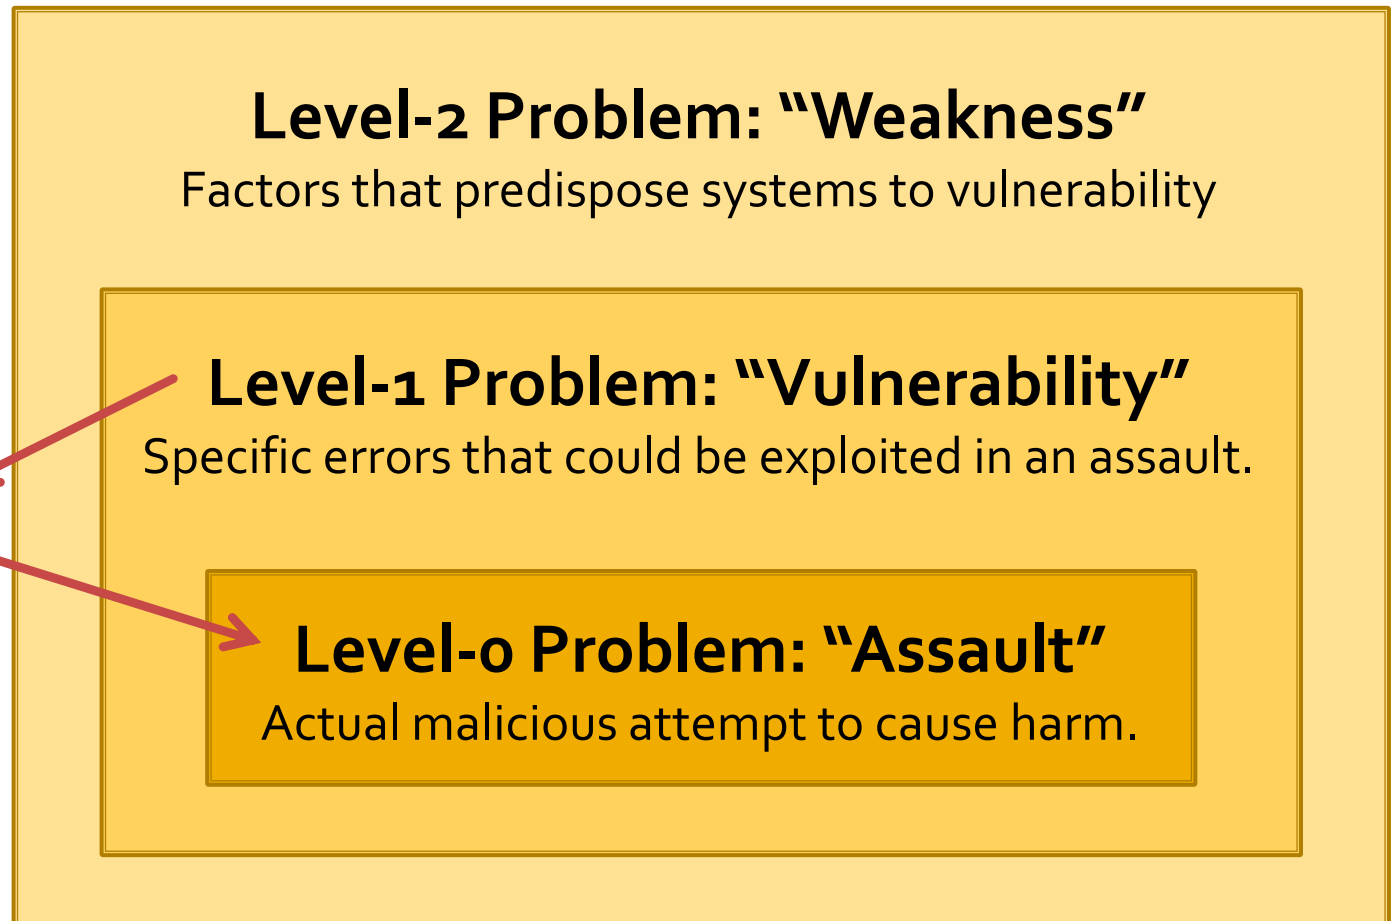 Level-2 Problem: “Weakness”
Factors that predispose systems to vulnerability
Level-1 Problem: “Vulnerability”
Specific errors that could be exploited in an assault.
Level-0 Problem: “Assault”
Actual malicious attempt to cause harm.